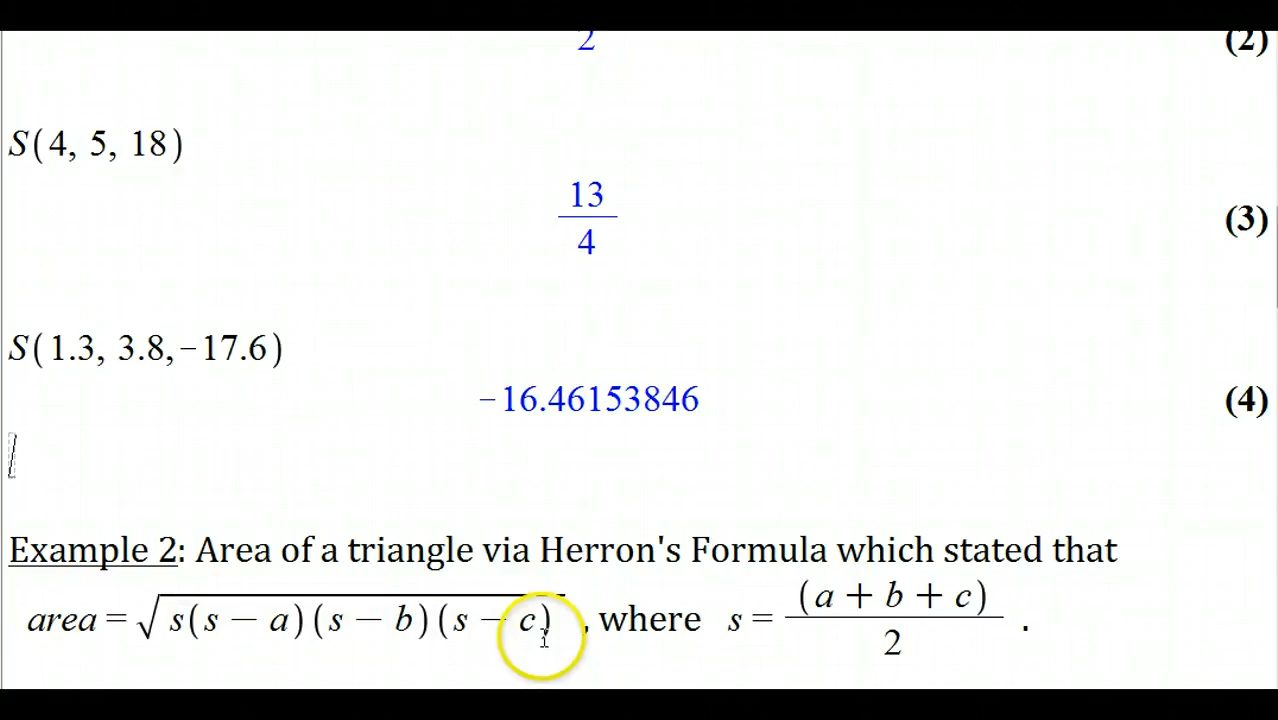 2 (2)
S(4, 5, 18)
13
4
(3)
S(1.3, 3.8, −17.6)
−16.46153846 (4)
Example 2: Area of a triangle via Herron's Formula which stated that
area = √s(s − a)(s − b)(s − c) , where s = (a + b + c)
2 .